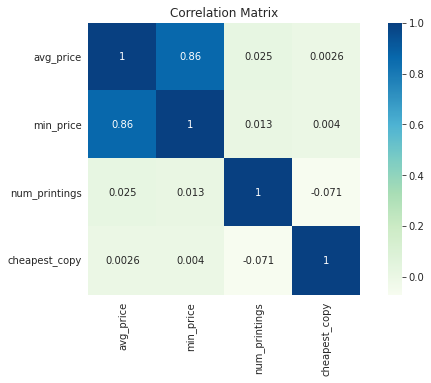 Correlation Matrix
avg_price 1 0.86 0.025 0.0026
min_price 0.86 1 0.013 0.004
num_printings 0.025 0.013 1 -0.071
cheapest_copy 0.0026 0.004 -0.071 1
avg_price
min_price
num_printings
cheapest_copy
1.0
0.8
0.6
0.4
0.2
0.0